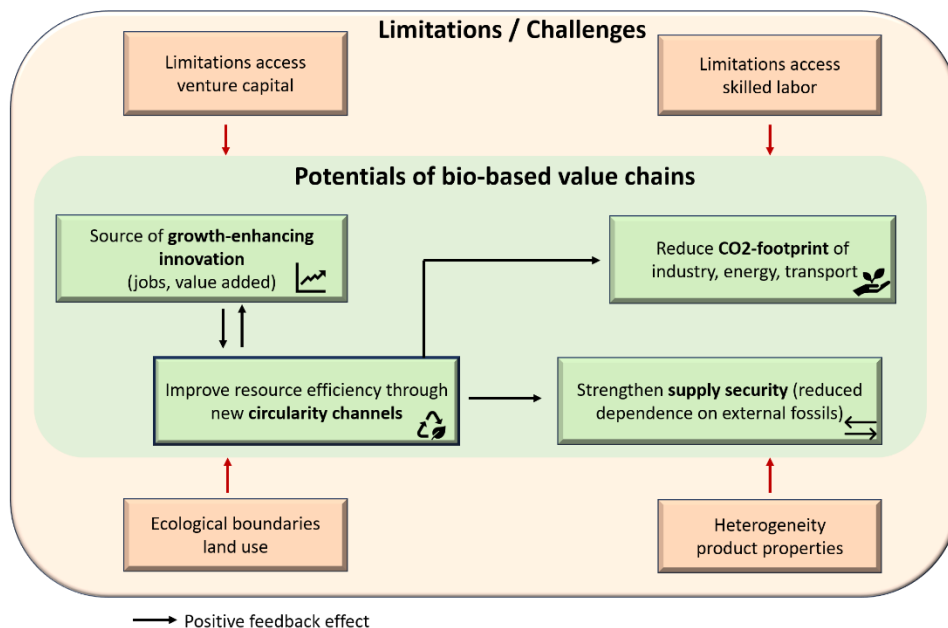 Limitations / Challenges
Limitations access
venture capital
Limitations access
skilled labor
Potentials of bio-based value chains
Source of growth-enhancing
innovation
(jobs, value added)
Reduce CO2-footprint of
industry, energy, transport
Improve resource efficiency through
new circularity channels
Strengthen supply security (reduced
dependence on external fossils)
Ecological boundaries
land use
Heterogeneity
product properties
Positive feedback effect